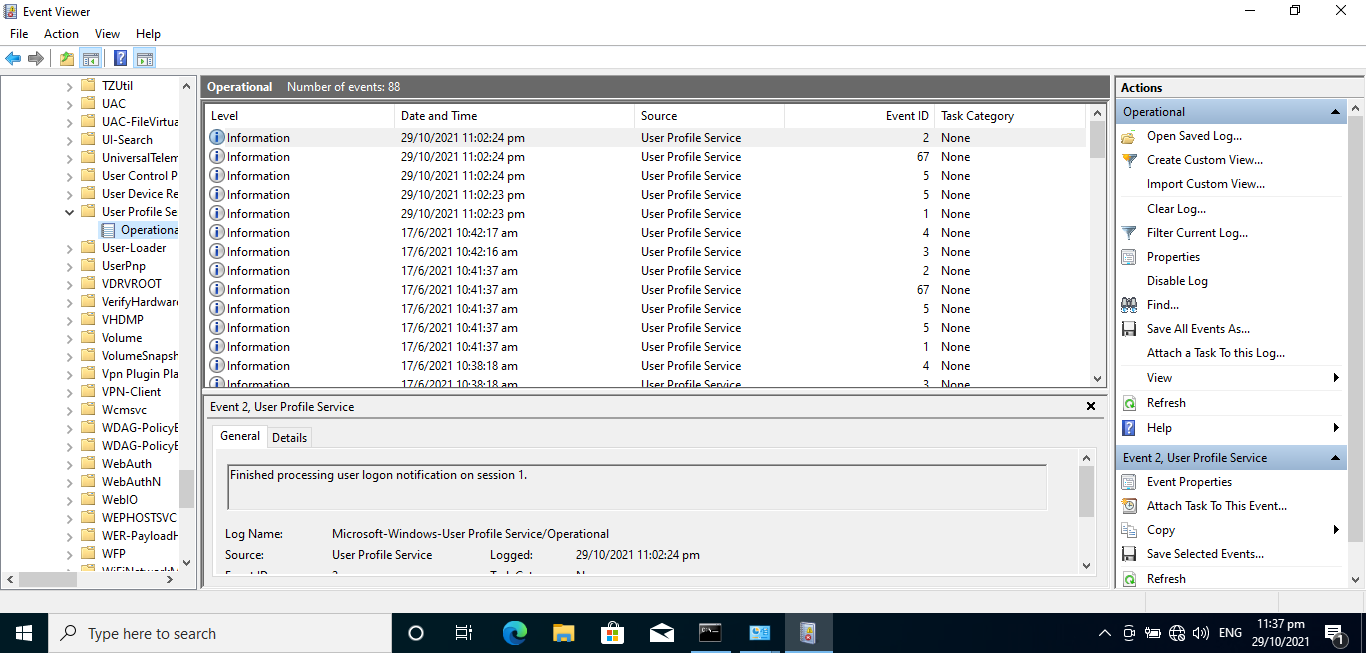 Event Viewer
File Action View Help
TZUtil
UAC
UAC-FileVirtua
UI-Search
UniversalTelem
User Control P
User Device Re
User Profile Se
Operationa
User-Loader
UserPnp
VDRVROOT
VerifyHardwar
VHDMP
Volume
VolumeSnapsh
Vpn Plugin Pla
VPN-Client
Wcmsvc
WDAG-PolicyE
WDAG-PolicyE
WebAuth
WebAuthN
WebIO
WEPHOSTSVC
WER-PayloadH
WFP
WiFiNetworkM
Operational Number of events: 88
Level Date and Time Source Event ID Task Category
Information 29/10/2021 11:02:24 pm User Profile Service 2 None
Information 29/10/2021 11:02:24 pm User Profile Service 67 None
Information 29/10/2021 11:02:24 pm User Profile Service 5 None
Information 29/10/2021 11:02:23 pm User Profile Service 5 None
Information 29/10/2021 11:02:23 pm User Profile Service 1 None
Information 17/6/2021 10:42:17 am User Profile Service 4 None
Information 17/6/2021 10:42:16 am User Profile Service 3 None
Information 17/6/2021 10:41:37 am User Profile Service 2 None
Information 17/6/2021 10:41:37 am User Profile Service 67 None
Information 17/6/2021 10:41:37 am User Profile Service 5 None
Information 17/6/2021 10:41:37 am User Profile Service 5 None
Information 17/6/2021 10:41:37 am User Profile Service 1 None
Information 17/6/2021 10:38:18 am User Profile Service 4 None
Information 17/6/2021 10:38:18 am User Profile Service 3 None
Event 2, User Profile Service
General Details
Finished processing user logon notification on session 1.
Log Name: Microsoft-Windows-User Profile Service/Operational
Source: User Profile Service Logged: 29/10/2021 11:02:24 pm
Actions
Operational
Open Saved Log...
Create Custom View...
Import Custom View...
Clear Log...
Filter Current Log...
Properties
Disable Log
Find...
Save All Events As...
Attach a Task To this Log...
View
Refresh
Help
Event 2, User Profile Service
Event Properties
Attach Task To This Event...
Copy
Save Selected Events...
Refresh
Type here to search
ENG
11:37 pm
29/10/2021
1